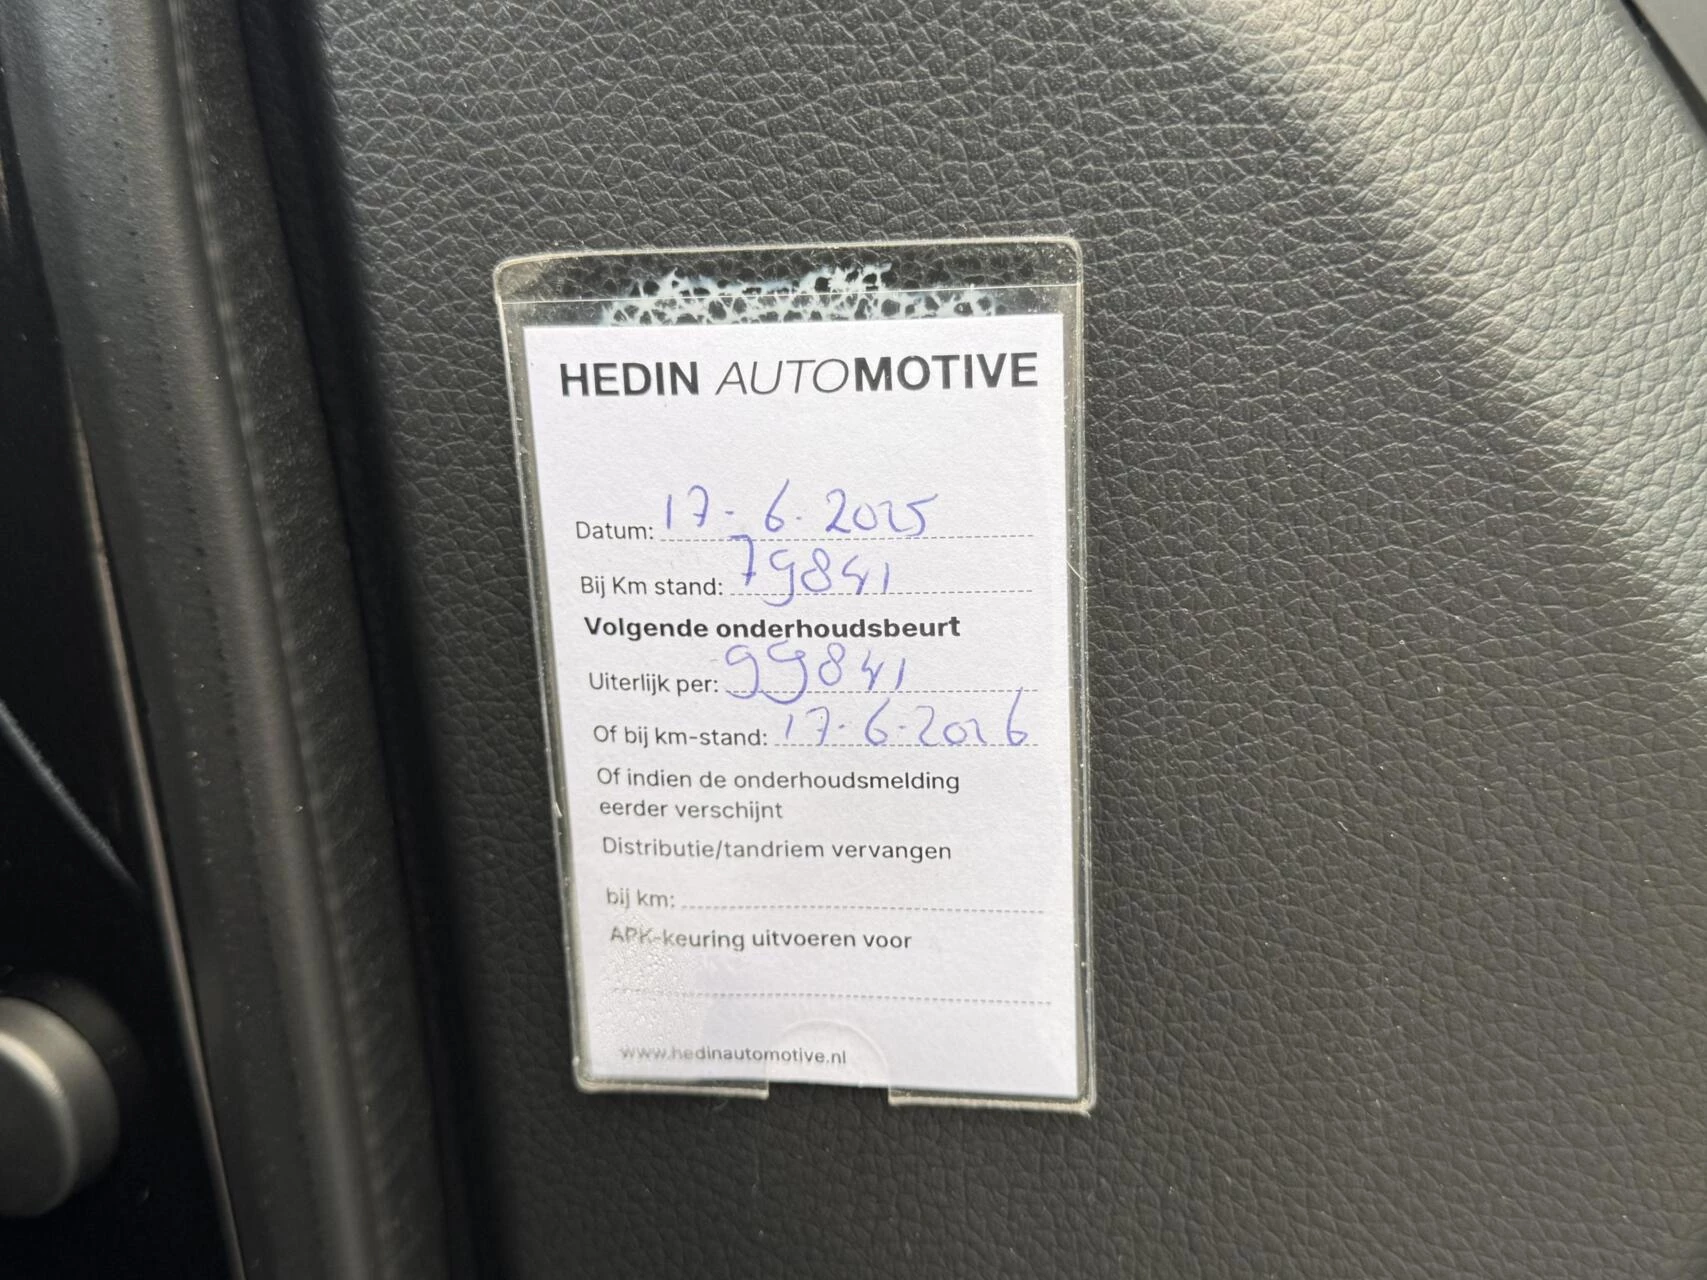 HEDIN AUTOMOTIVE
Datum: 17-6-2025
Bij Km stand: 79841
Volgende onderhoudsbeurt
Uiterlijk per: 99841
Of bij km-stand: 17-6-2026
Of indien de onderhoudsmelding
eerder verschijnt
Distributie/tandriem vervangen
bij km:
APK-keuring uitvoeren voor
www.hedinautomotive.nl